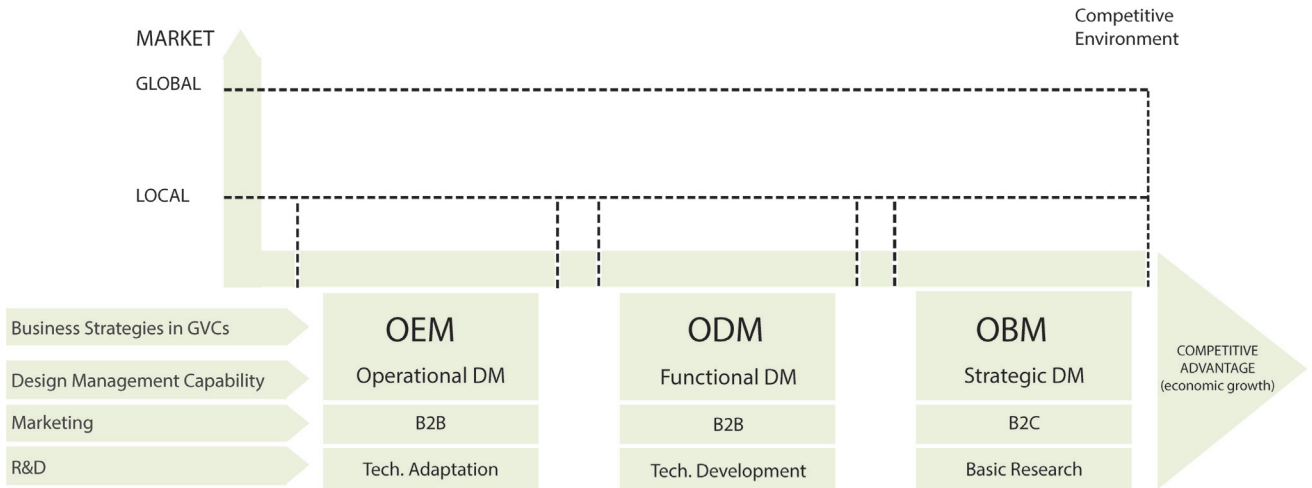 Competitive
Environment
MARKET
GLOBAL
LOCAL
Business Strategies in GVCs
OEM
ODM
OBM
Design Management Capability
Operational DM
Functional DM
Strategic DM
COMPETITIVE
ADVANTAGE
(economic growth)
Marketing
B2B
B2B
B2C
R&D
Tech. Adaptation
Tech. Development
Basic Research